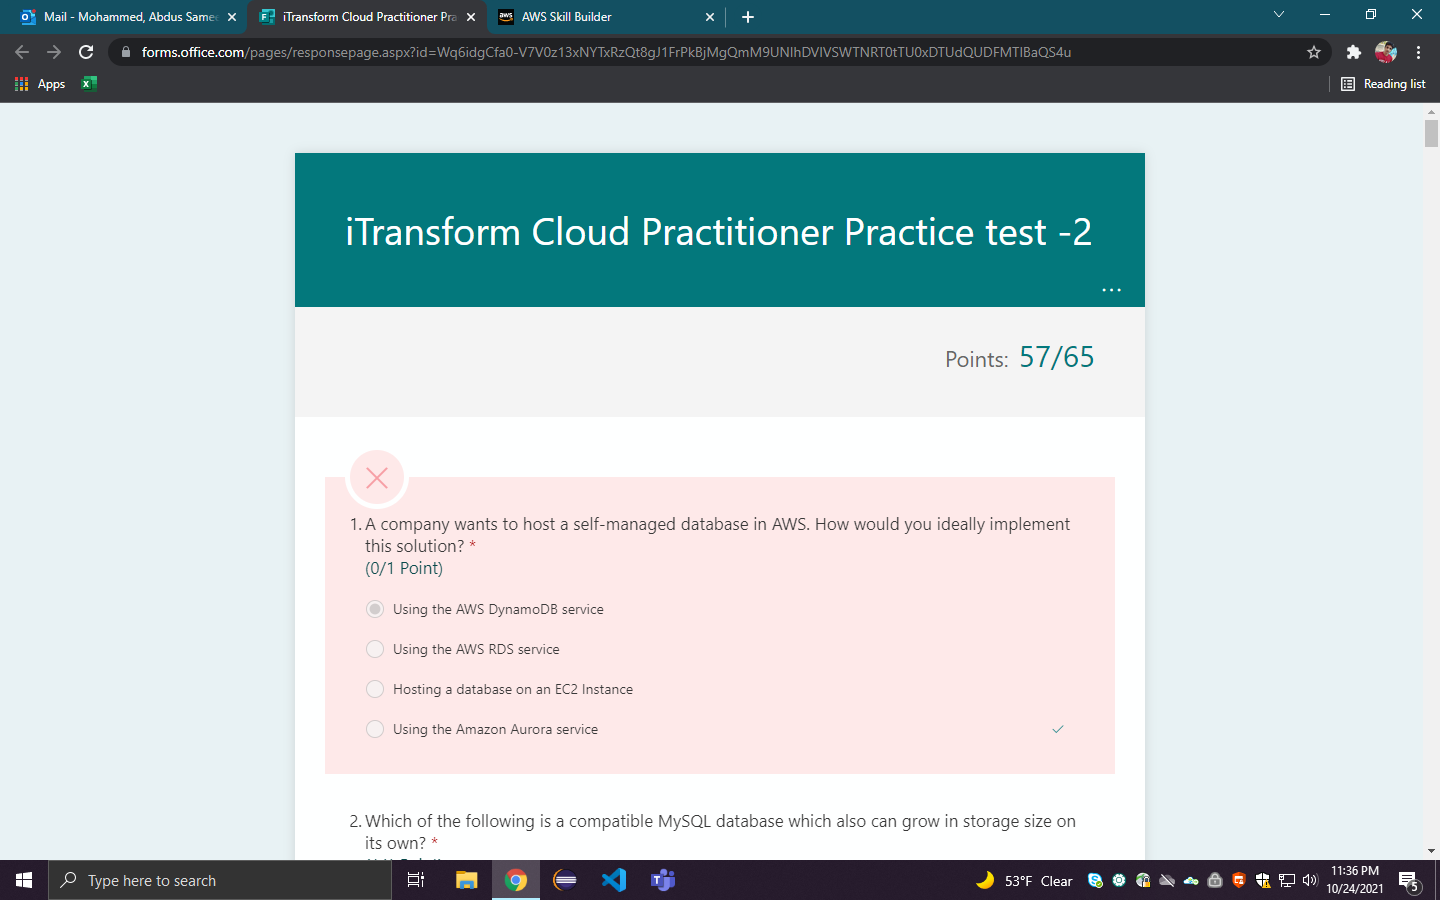 Mail - Mohammed, Abdus Samee
iTransform Cloud Practitioner Pra
aws
AWS Skill Builder
forms.office.com/pages/responsepage.aspx?id=Wq6idgCfa0-V7V0z13xNYTxRzQt8gJ1FrPkBjMgQmM9UNlhDVlVSWTNRT0tTU0xDTUdQUDFMTlBaQS4u
Apps
Reading list
iTransform Cloud Practitioner Practice test -2
...
Points: 57/65
1. A company wants to host a self-managed database in AWS. How would you ideally implement
this solution? *
(0/1 Point)
Using the AWS DynamoDB service
Using the AWS RDS service
Hosting a database on an EC2 Instance
Using the Amazon Aurora service
2. Which of the following is a compatible MySQL database which also can grow in storage size on
its own? *
Type here to search
53°F Clear
11:36 PM
10/24/2021
5